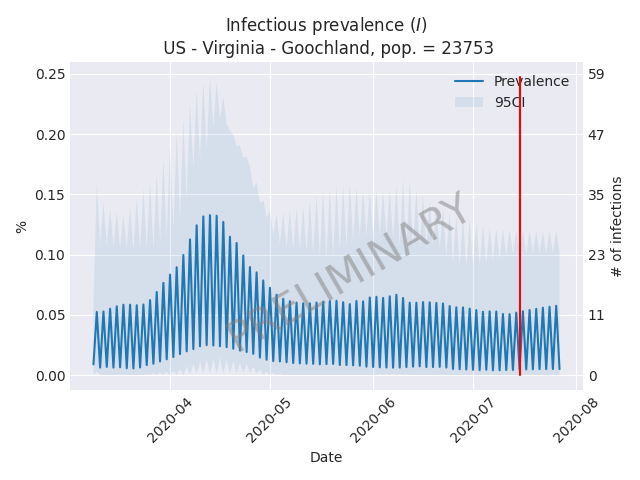 Infectious prevalence (I)
US - Virginia - Goochland, pop. = 23753
0.25
0.20
0.15
0.10
0.05
0.00
%
59
47
35
23
11
0
# of infections
Prevalence
95CI
PRELIMINARY
2020-04
2020-05
2020-06
2020-07
2020-08
Date